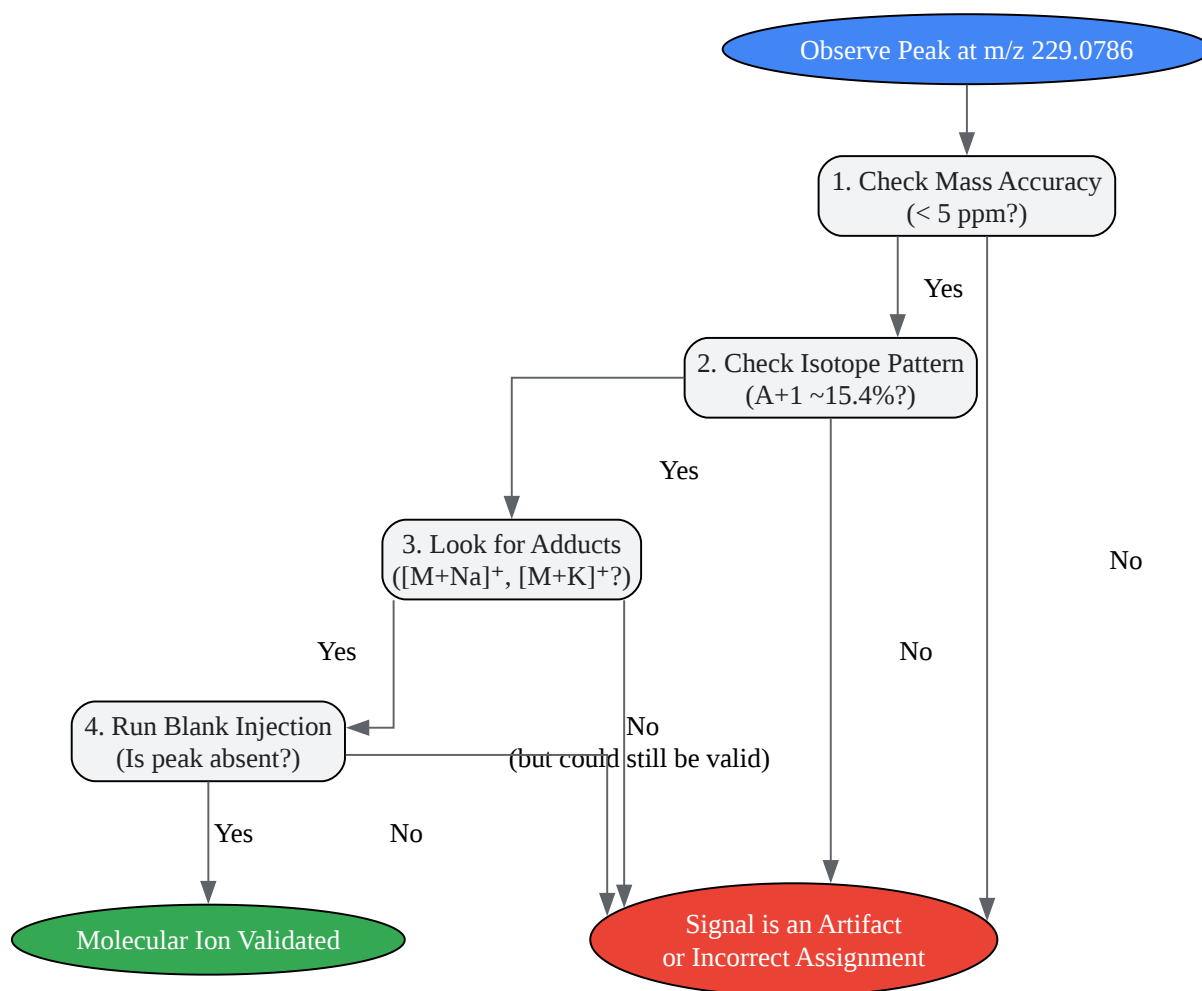 Observe Peak at m/z 229.0786
1. Check Mass Accuracy
(< 5 ppm?)
Yes
2. Check Isotope Pattern
(A+1 ~15.4%?)
Yes
3. Look for Adducts
([M+Na]⁺, [M+K]⁺?)
No
Yes
No
4. Run Blank Injection
(Is peak absent?)
No
(but could still be valid)
Yes
No
Molecular Ion Validated
Signal is an Artifact
or Incorrect Assignment